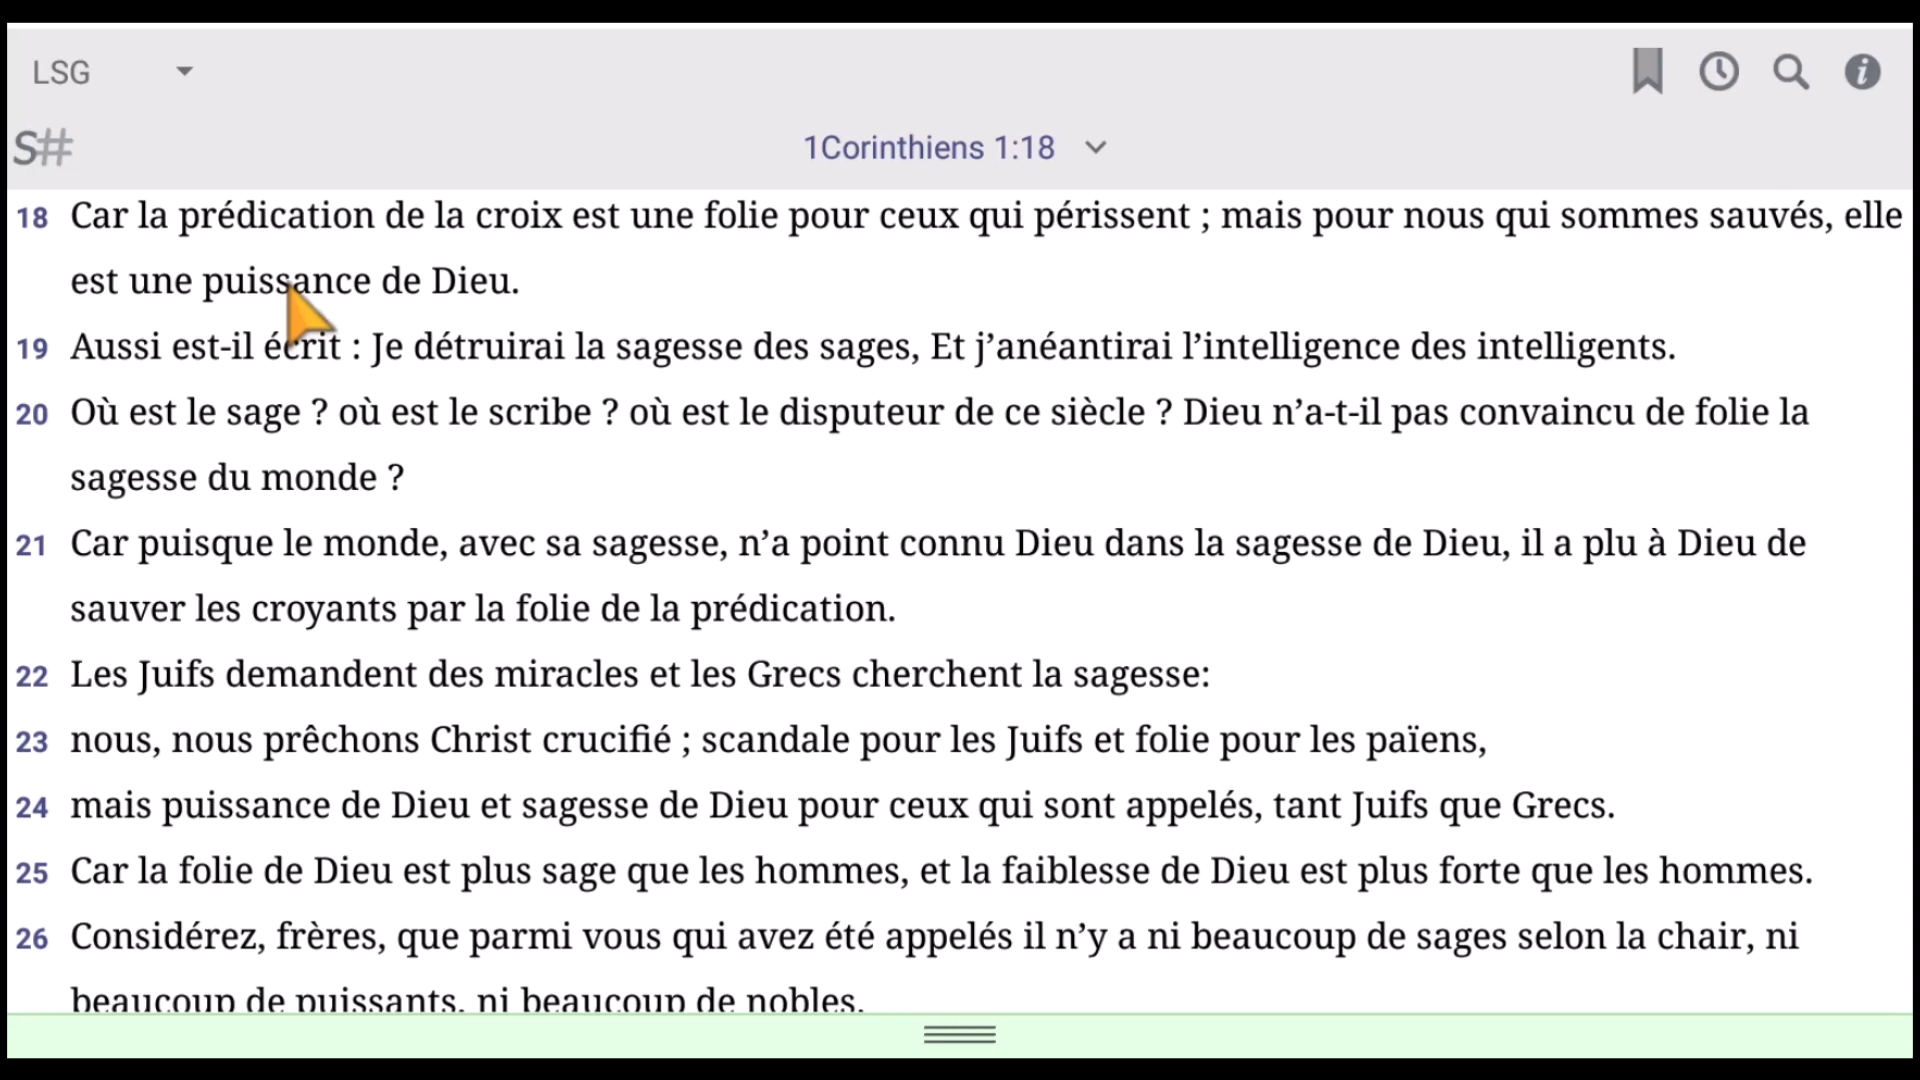 LSG
S#
1Corinthiens 1:18
18 Car la prédication de la croix est une folie pour ceux qui périssent ; mais pour nous qui sommes sauvés, elle
est une puissance de Dieu.
19 Aussi est-il écrit : Je détruirai la sagesse des sages, Et j’anéantirai l’intelligence des intelligents.
20 Où est le sage ? où est le scribe ? où est le disputeur de ce siècle ? Dieu n’a-t-il pas convaincu de folie la
sagesse du monde ?
21 Car puisque le monde, avec sa sagesse, n’a point connu Dieu dans la sagesse de Dieu, il a plu à Dieu de
sauver les croyants par la folie de la prédication.
22 Les Juifs demandent des miracles et les Grecs cherchent la sagesse:
23 nous, nous prêchons Christ crucifié ; scandale pour les Juifs et folie pour les païens,
24 mais puissance de Dieu et sagesse de Dieu pour ceux qui sont appelés, tant Juifs que Grecs.
25 Car la folie de Dieu est plus sage que les hommes, et la faiblesse de Dieu est plus forte que les hommes.
26 Considérez, frères, que parmi vous qui avez été appelés il n’y a ni beaucoup de sages selon la chair, ni
beaucoup de puissants, ni beaucoup de nobles.